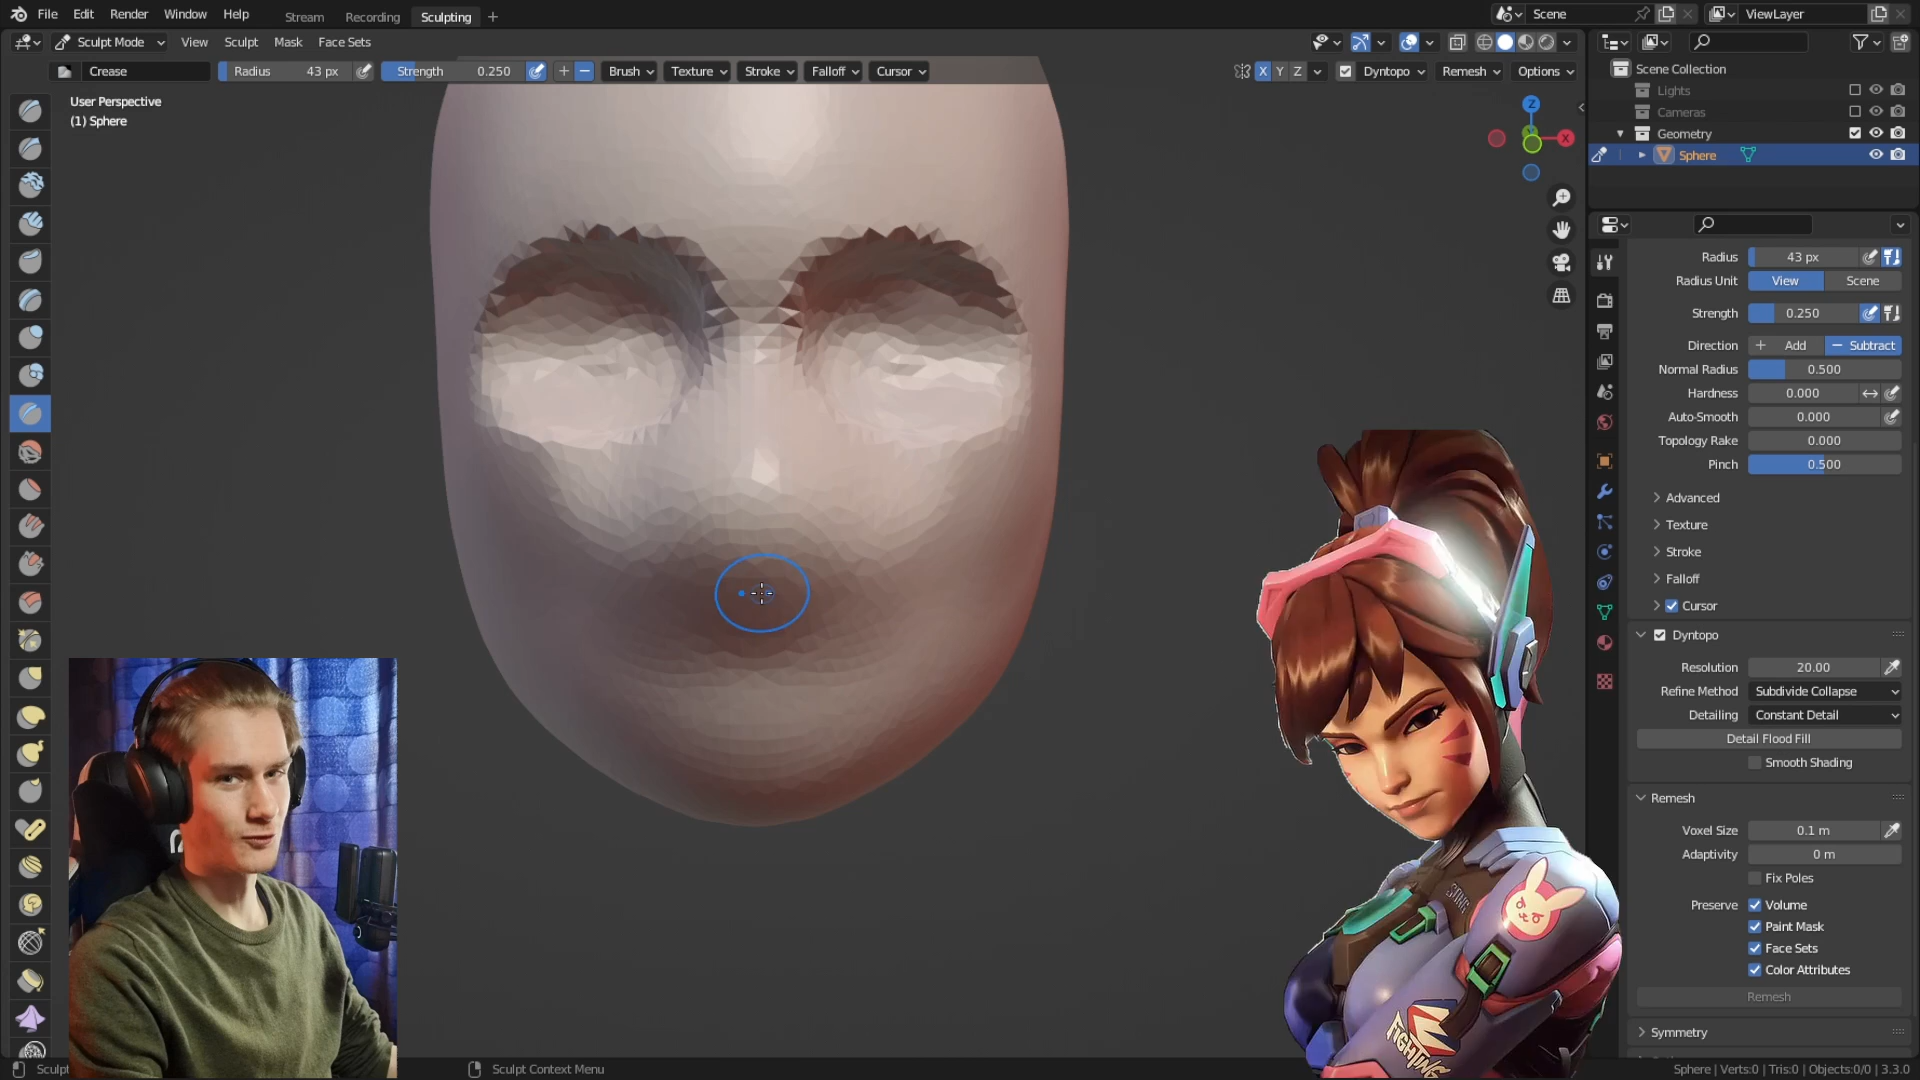 File Edit Render Window Help Stream Recording Sculpting + Scene ViewLayer
Sculpt Mode View Sculpt Mask Face Sets
Crease Radius 43 px Strength 0.250 Brush Texture Stroke Falloff Cursor X Y Z Dyntopo Remesh Options
User Perspective
(1) Sphere
Z
X
Scene Collection
Lights
Cameras
Geometry
Sphere
Radius 43 px
Radius Unit View Scene
Strength 0.250
Direction + Add − Subtract
Normal Radius 0.500
Hardness 0.000
Auto-Smooth 0.000
Topology Rake 0.000
Pinch 0.500
Advanced
Texture
Stroke
Falloff
Cursor
Dyntopo
Resolution 20.00
Refine Method Subdivide Collapse
Detailing Constant Detail
Detail Flood Fill
Smooth Shading
Remesh
Voxel Size 0.1 m
Adaptivity 0 m
Fix Poles
Preserve Volume
Paint Mask
Face Sets
Color Attributes
Remesh
Symmetry
SONG
FIGHTING
Sculpt Sculpt Context Menu Sphere | Verts:0 | Tris:0 | Objects:0/0 | 3.3.0